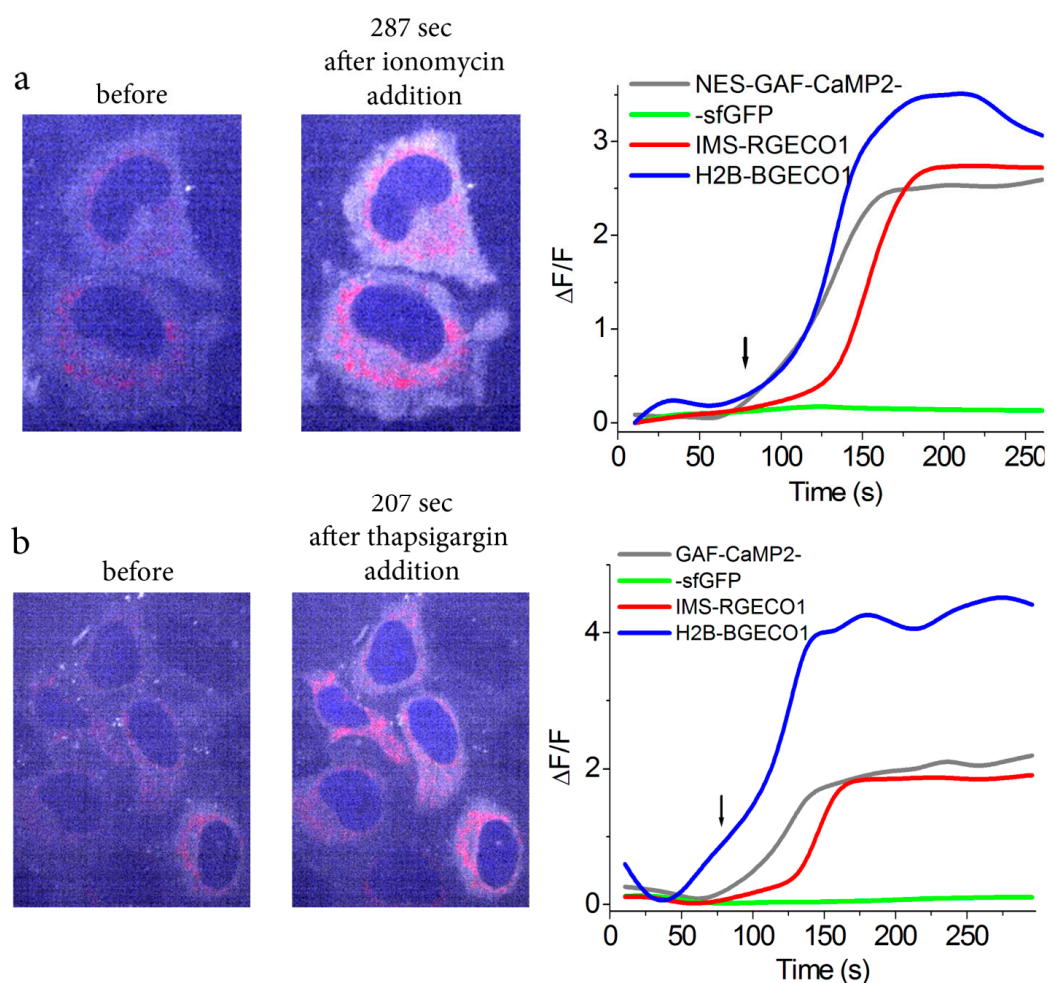 a
before
287 sec
after ionomycin
addition
NES-GAF-CaMP2-
-sfGFP
IMS-RGECO1
H2B-BGECO1
ΔF/F
3
2
1
0
0 50 100 150 200 250
Time (s)
b
before
207 sec
after thapsigargin
addition
GAF-CaMP2-
-sfGFP
IMS-RGECO1
H2B-BGECO1
ΔF/F
4
2
0
0 50 100 150 200 250
Time (s)